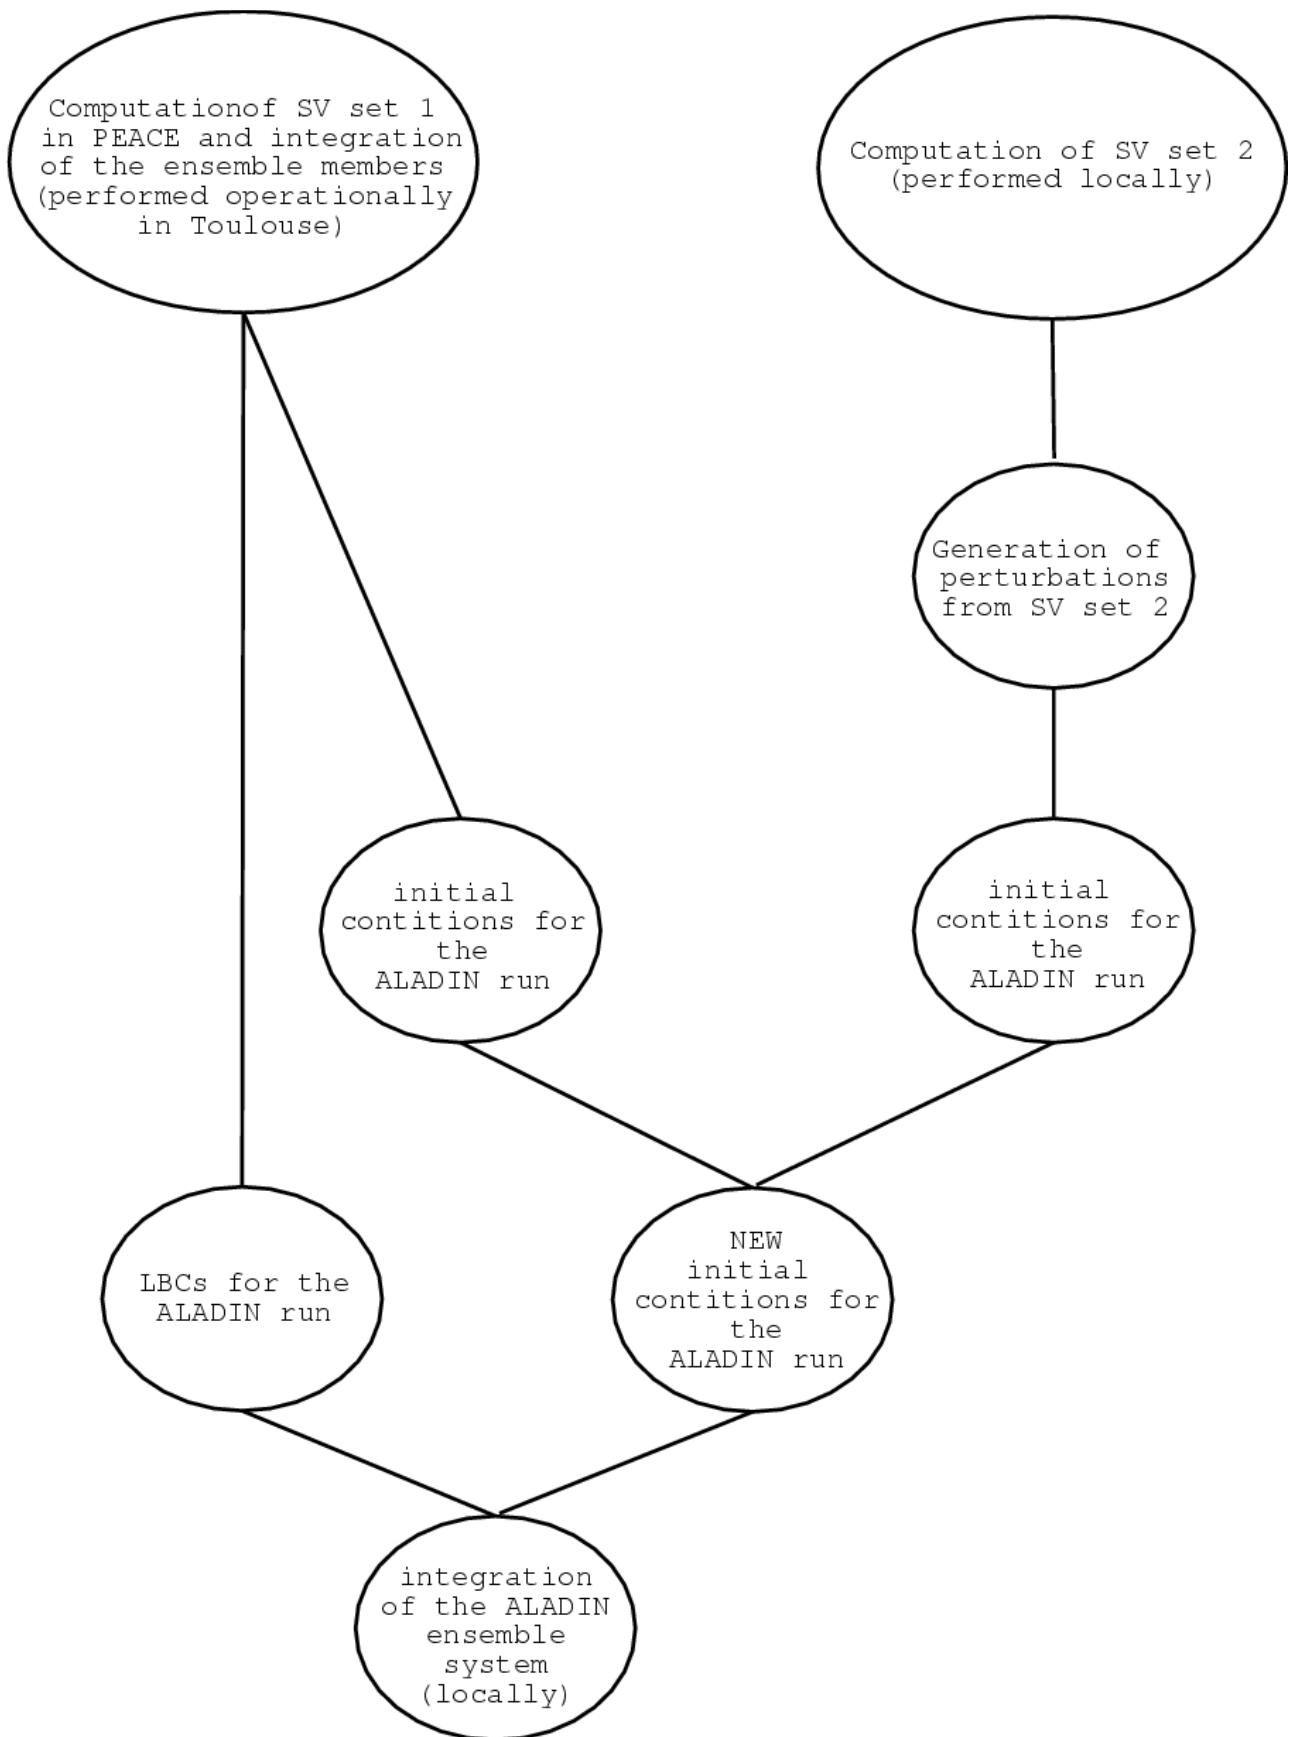 Computationof SV set 1
in PEACE and integration
of the ensemble members
(performed operationally
in Toulouse)
Computation of SV set 2
(performed locally)
Generation of
perturbations
from SV set 2
initial
contitions for
the
ALADIN run
initial
contitions for
the
ALADIN run
LBCs for the
ALADIN run
NEW
initial
contitions for
the
ALADIN run
integration
of the ALADIN
ensemble
system
(locally)